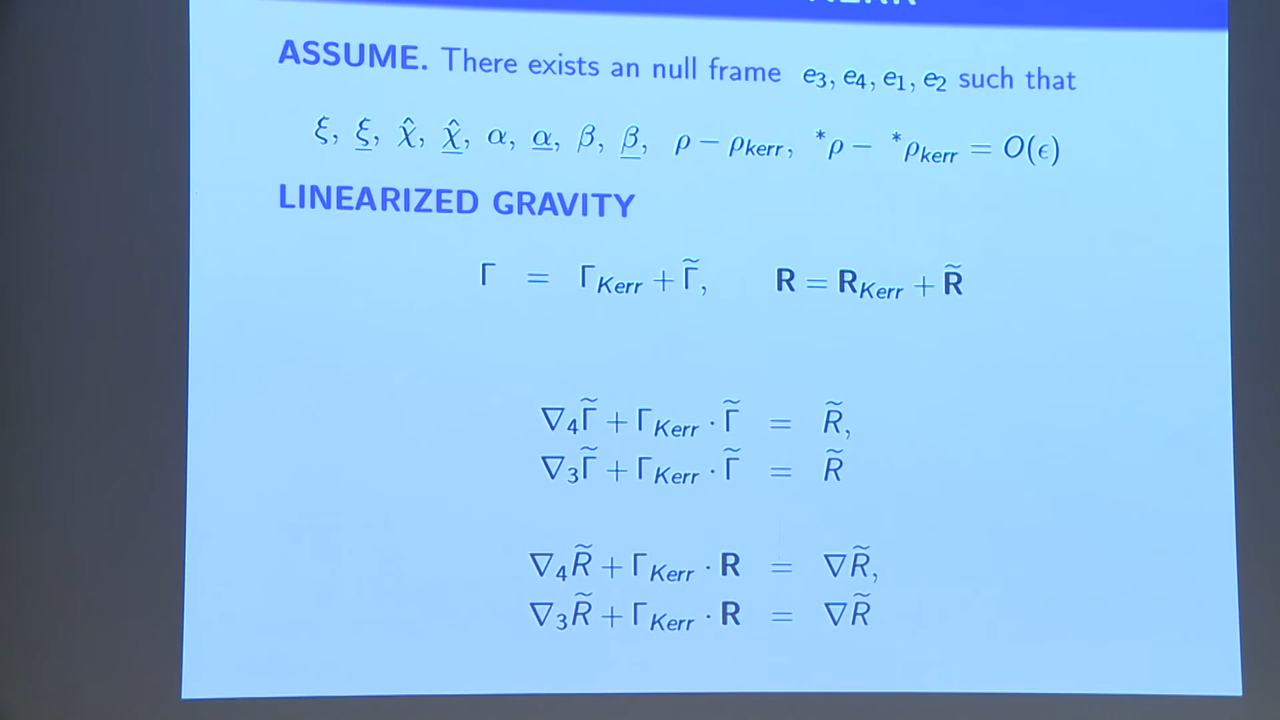 ASSUME. There exists an null frame e₃, e₄, e₁, e₂ such that
ξ, ξ̲, χ̂, χ̲̂, α, α̲, β, β̲, ρ − ρ_kerr, *ρ − *ρ_kerr = O(ϵ)
LINEARIZED GRAVITY
Γ = Γ_Kerr + Γ̃, R = R_Kerr + R̃
∇₄Γ̃ + Γ_Kerr · Γ̃ = R̃,
∇₃Γ̃ + Γ_Kerr · Γ̃ = R̃
∇₄R̃ + Γ_Kerr · R = ∇R̃,
∇₃R̃ + Γ_Kerr · R = ∇R̃